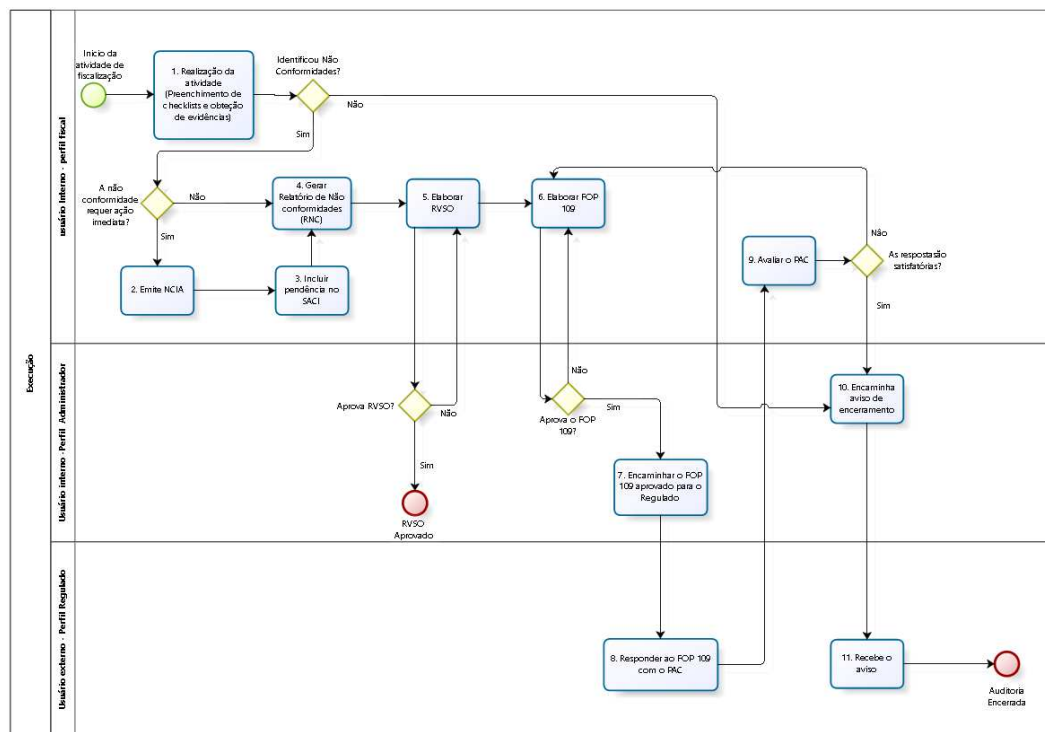 Execução
usuário Interno - perfil fiscal
Inicio da
atividade de
fiscalização
1. Realização da
atividade
(Preenchimento de
checklists e obteção
de evidências)
Identificou Não
Conformidades?
Não
Sim
A não
conformidade
requer ação
imediata?
Não
Sim
4. Gerar
Relatório de Não
conformidades
(RNC)
5. Elaborar
RVSO
6. Elaborar FOP
109
2. Emite NCIA
3. Incluir
pendência no
SACI
9. Avaliar o PAC
Não
As respostasão
satisfatórias?
Sim
Usuário interno -Perfil Administrador
Aprova RVSO?
Não
Sim
RVSO
Aprovado
Não
Aprova o FOP
109?
Sim
7. Encaminhar o FOP
109 aprovado para o
Regulado
10. Encaminha
aviso de
encerramento
Usuário externo - Perfil Regulado
8. Responder ao FOP 109
com o PAC
11. Recebe o
aviso
Auditoria
Encerrada